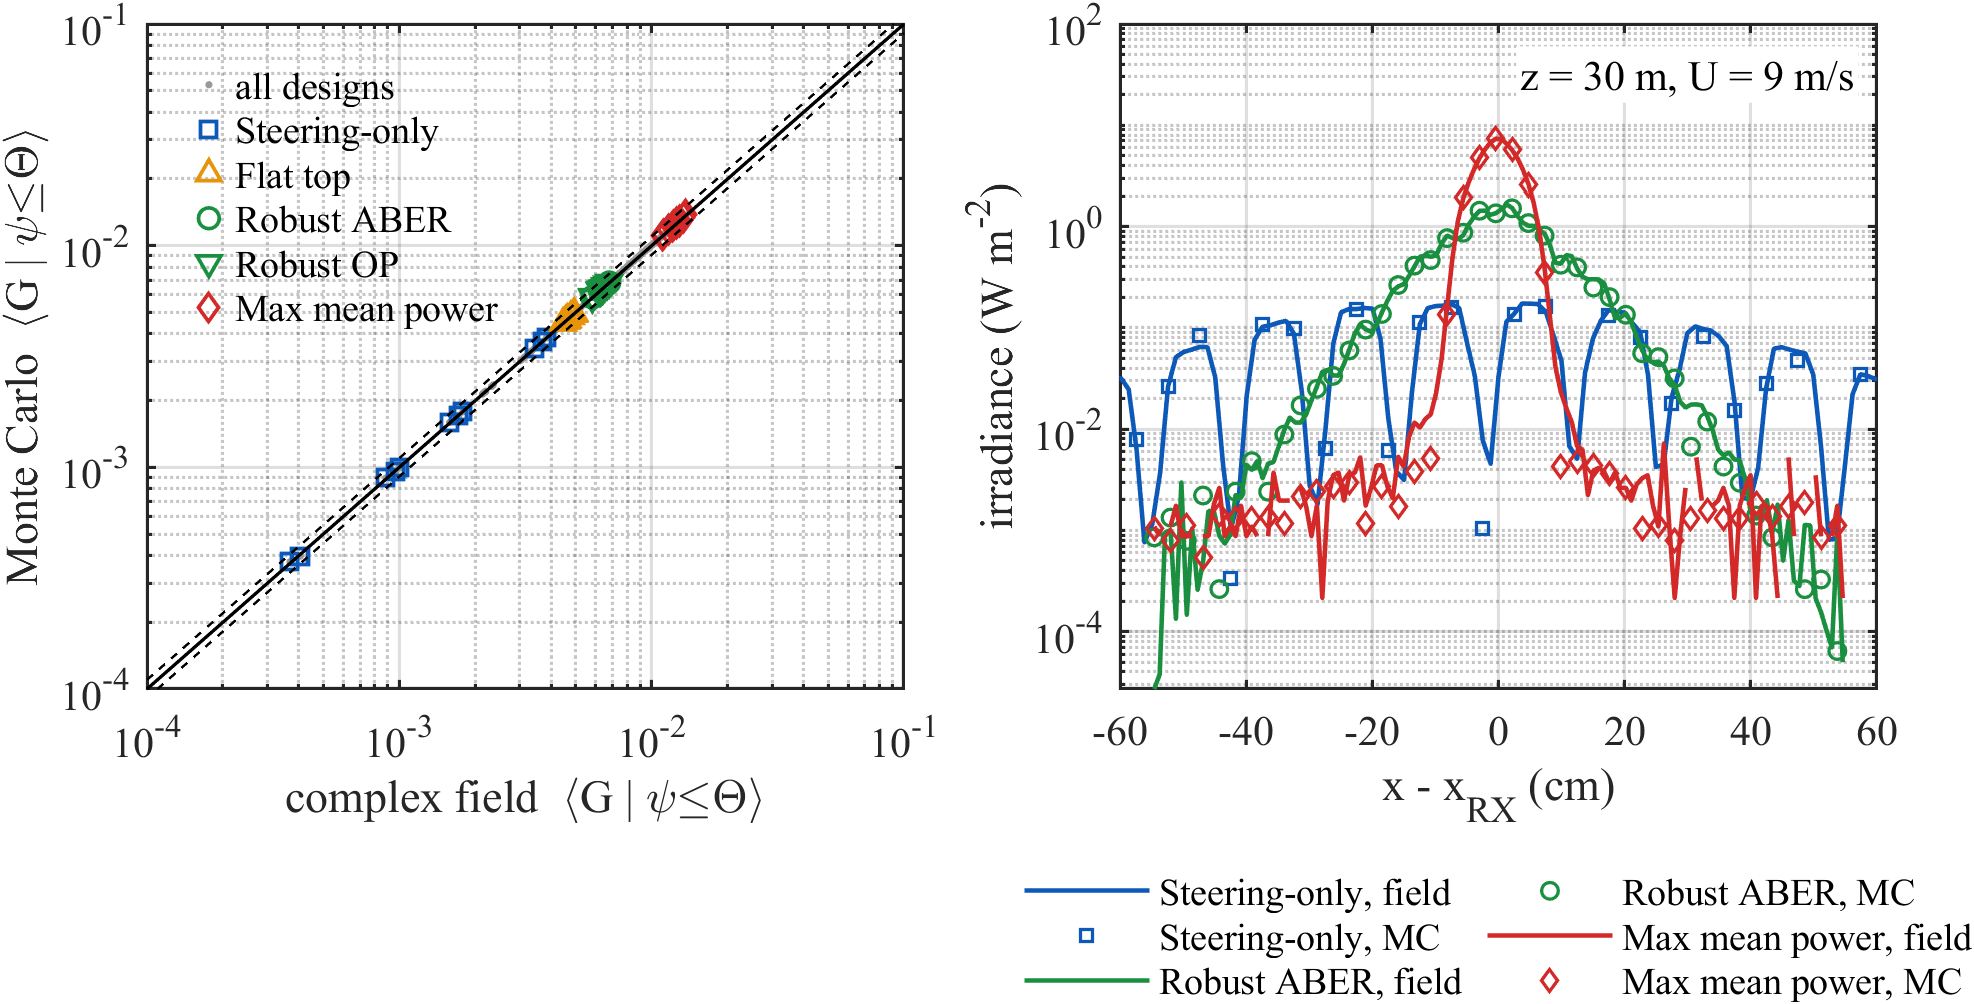 10^-1
10^-2
10^-3
10^-4
Monte Carlo ⟨G | ψ≤Θ⟩
all designs
Steering-only
Flat top
Robust ABER
Robust OP
Max mean power
10^-4
10^-3
10^-2
10^-1
complex field ⟨G | ψ≤Θ⟩
10^2
10^0
10^-2
10^-4
irradiance (W m^-2)
z = 30 m, U = 9 m/s
-60
-40
-20
0
20
40
60
x - x_RX (cm)
Steering-only, field
Steering-only, MC
Robust ABER, field
Robust ABER, MC
Max mean power, field
Max mean power, MC